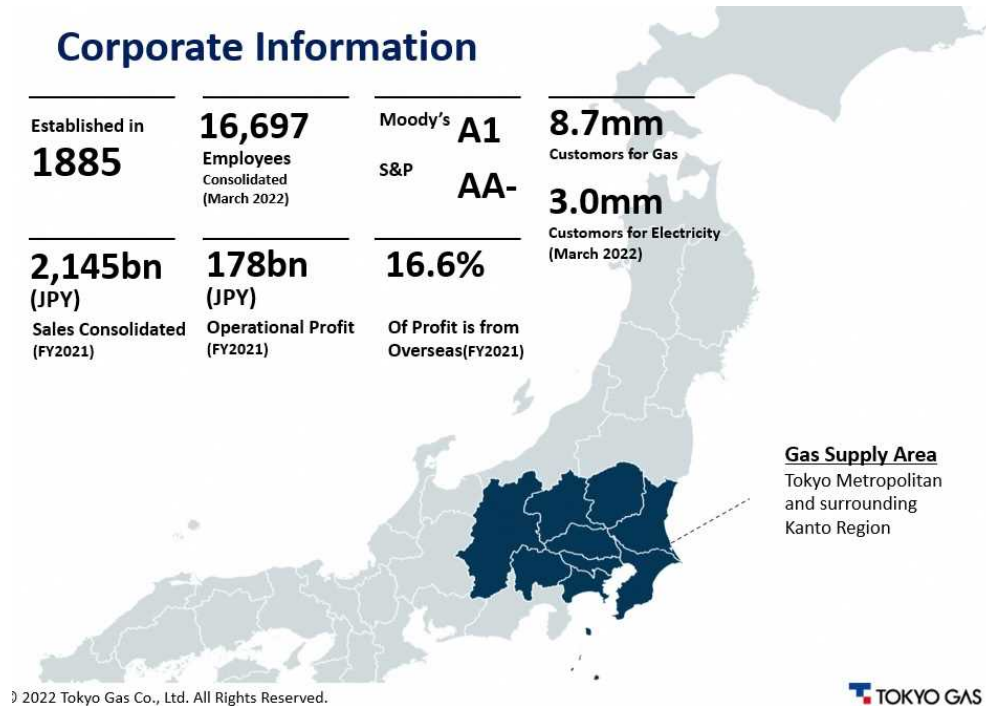 Corporate Information
Established in
1885
16,697
Employees
Consolidated
(March 2022)
Moody's A1
S&P
AA-
8.7mm
Customors for Gas
3.0mm
Customers for Electricity
(March 2022)
2,145bn
(JPY)
Sales Consolidated
(FY2021)
178bn
(JPY)
Operational Profit
(FY2021)
16.6%
Of Profit is from
Overseas(FY2021)
Gas Supply Area
Tokyo Metropolitan
and surrounding
Kanto Region
© 2022 Tokyo Gas Co., Ltd. All Rights Reserved.
TOKYO GAS